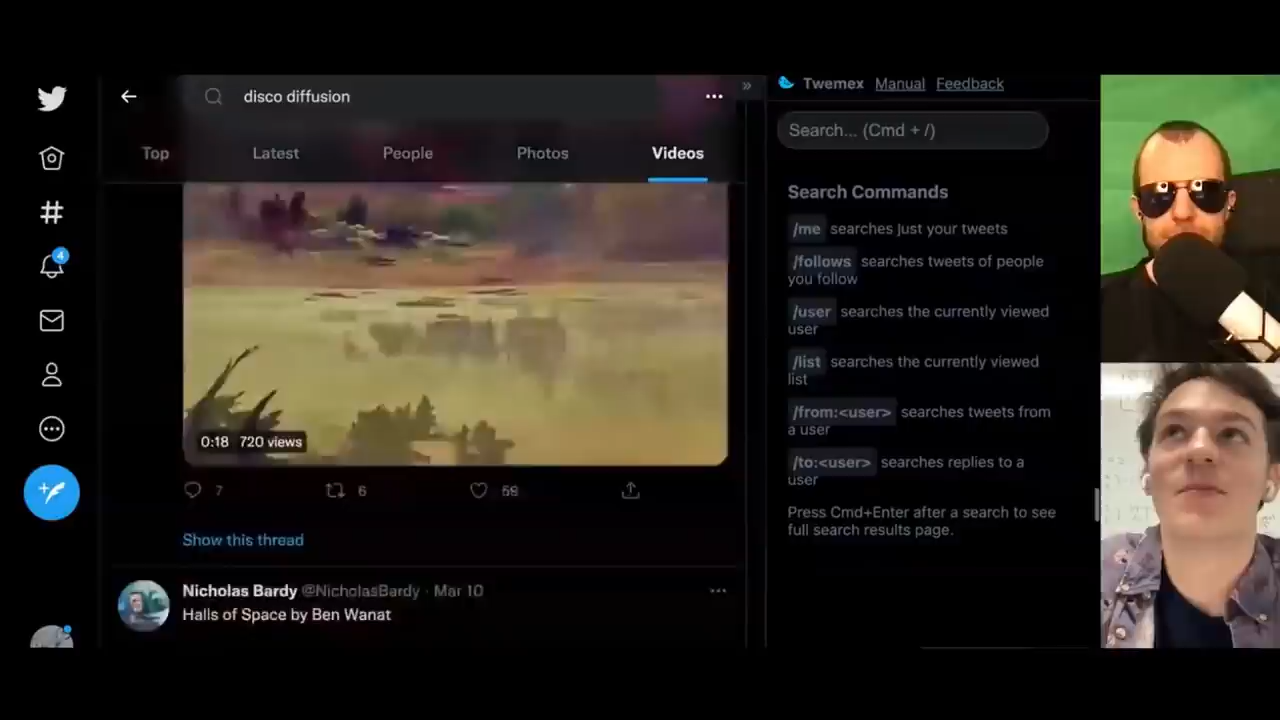 disco diffusion
Top Latest People Photos Videos
4
0:18 720 views
7 6 59
Show this thread
Nicholas Bardy @NicholasBardy · Mar 10
Halls of Space by Ben Wanat
Twemex Manual Feedback
Search... (Cmd + /)
Search Commands
/me searches just your tweets
/follows searches tweets of people
you follow
/user searches the currently viewed
user
/list searches the currently viewed
list
/from:<user> searches tweets from
a user
/to:<user> searches replies to a
user
Press Cmd+Enter after a search to see
full search results page.